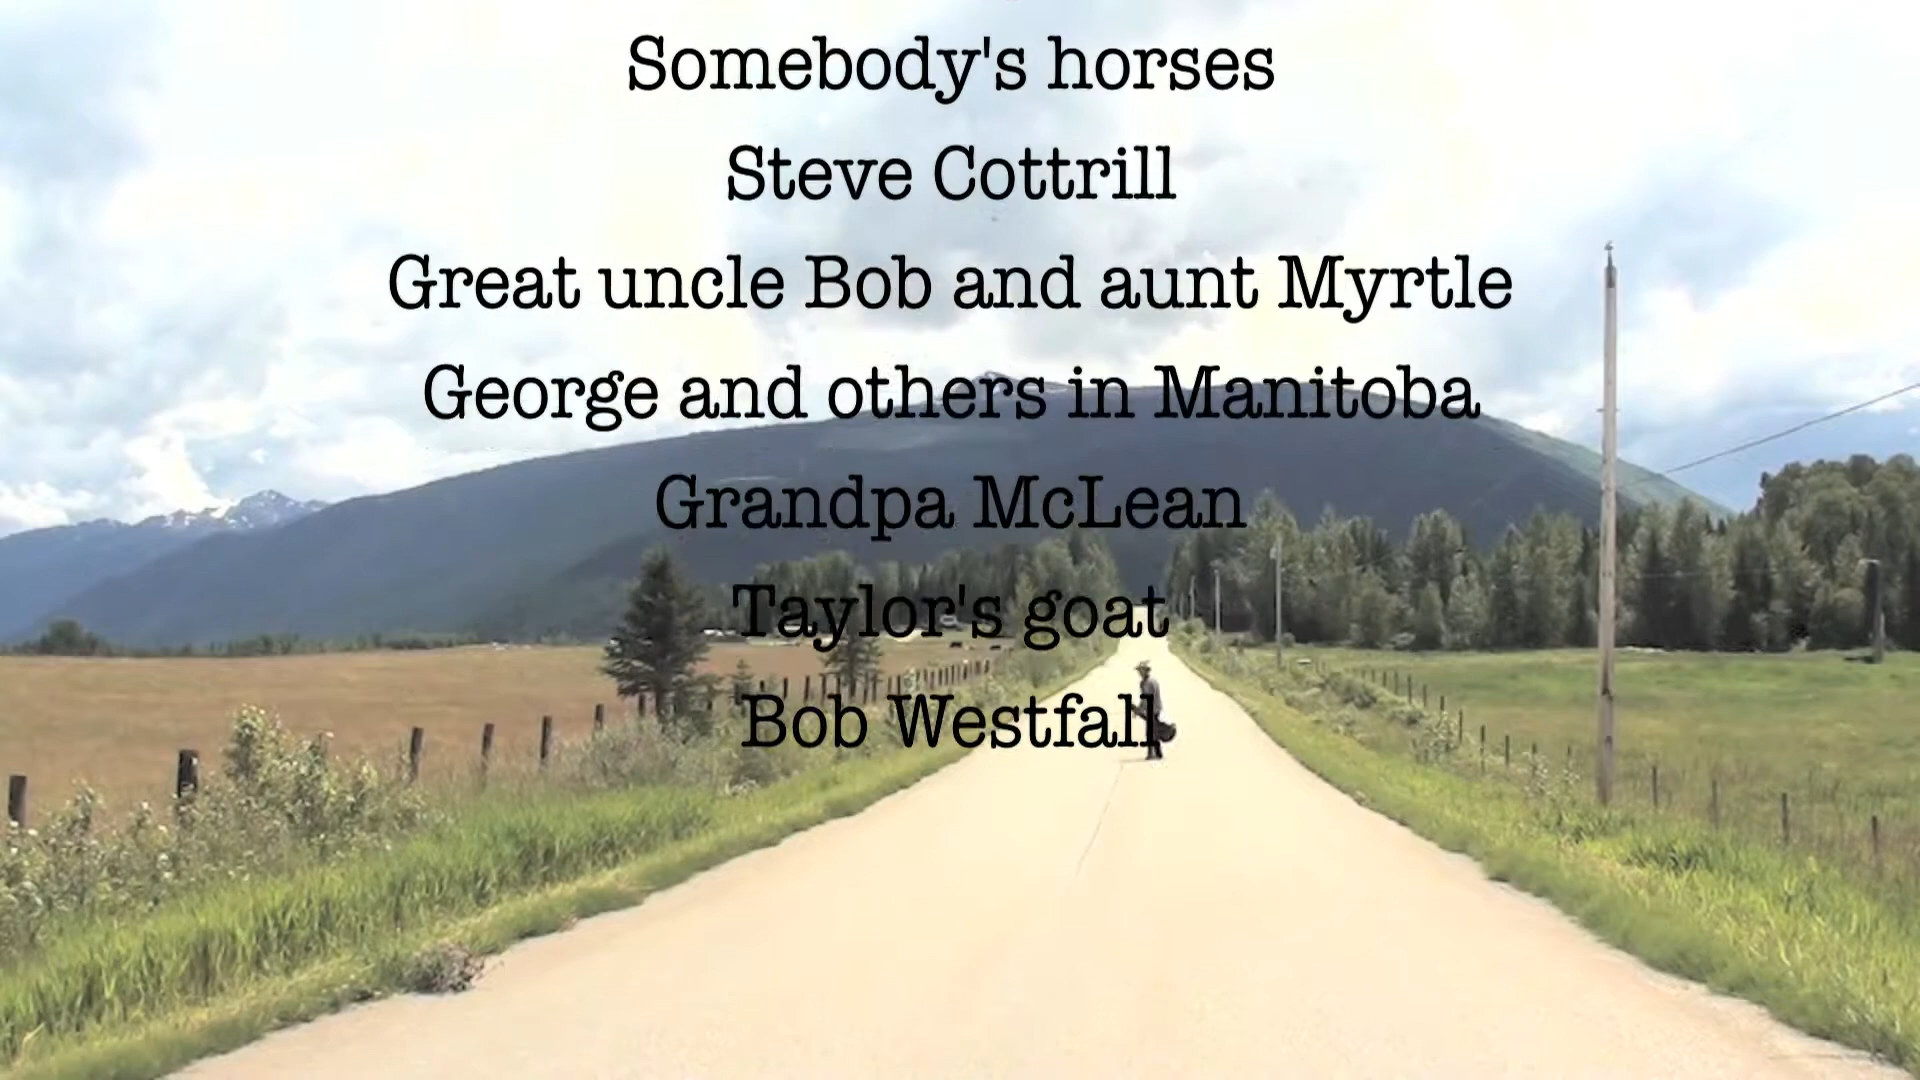 Somebody's horses
Steve Cottrill
Great uncle Bob and aunt Myrtle
George and others in Manitoba
Grandpa McLean
Taylor's goat
Bob Westfall